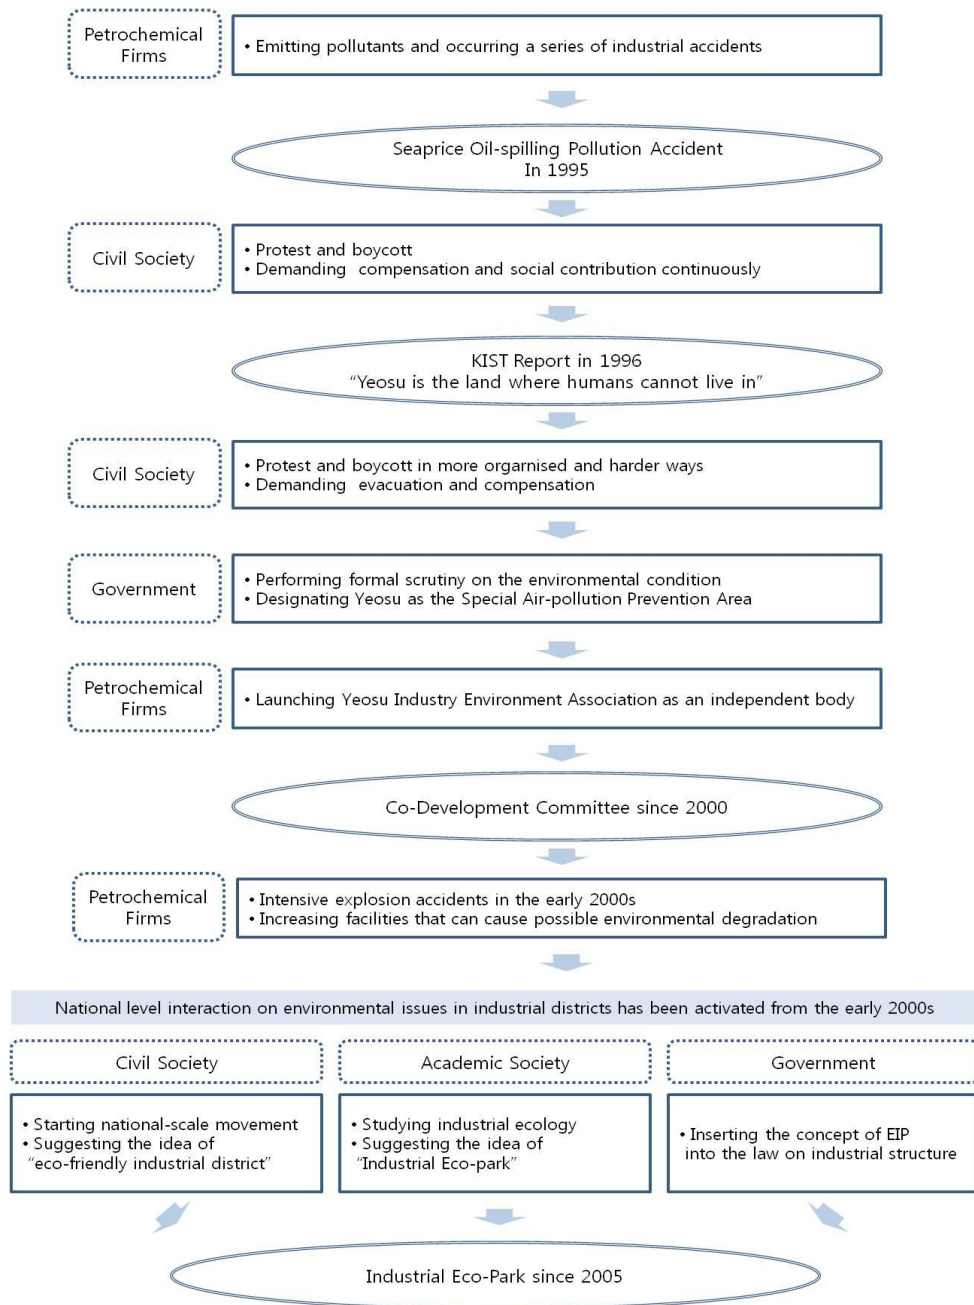 Petrochemical
Firms
• Emitting pollutants and occurring a series of industrial accidents
Seaprice Oil-spilling Pollution Accident
In 1995
Civil Society
• Protest and boycott
• Demanding compensation and social contribution continuously
KIST Report in 1996
“Yeosu is the land where humans cannot live in”
Civil Society
• Protest and boycott in more orgarnised and harder ways
• Demanding evacuation and compensation
Government
• Performing formal scrutiny on the environmental condition
• Designating Yeosu as the Special Air-pollution Prevention Area
Petrochemical
Firms
• Launching Yeosu Industry Environment Association as an independent body
Co-Development Committee since 2000
Petrochemical
Firms
• Intensive explosion accidents in the early 2000s
• Increasing facilities that can cause possible environmental degradation
National level interaction on environmental issues in industrial districts has been activated from the early 2000s
Civil Society
• Starting national-scale movement
• Suggesting the idea of
“eco-friendly industrial district”
Academic Society
• Studying industrial ecology
• Suggesting the idea of
“Industrial Eco-park”
Government
• Inserting the concept of EIP
into the law on industrial structure
Industrial Eco-Park since 2005